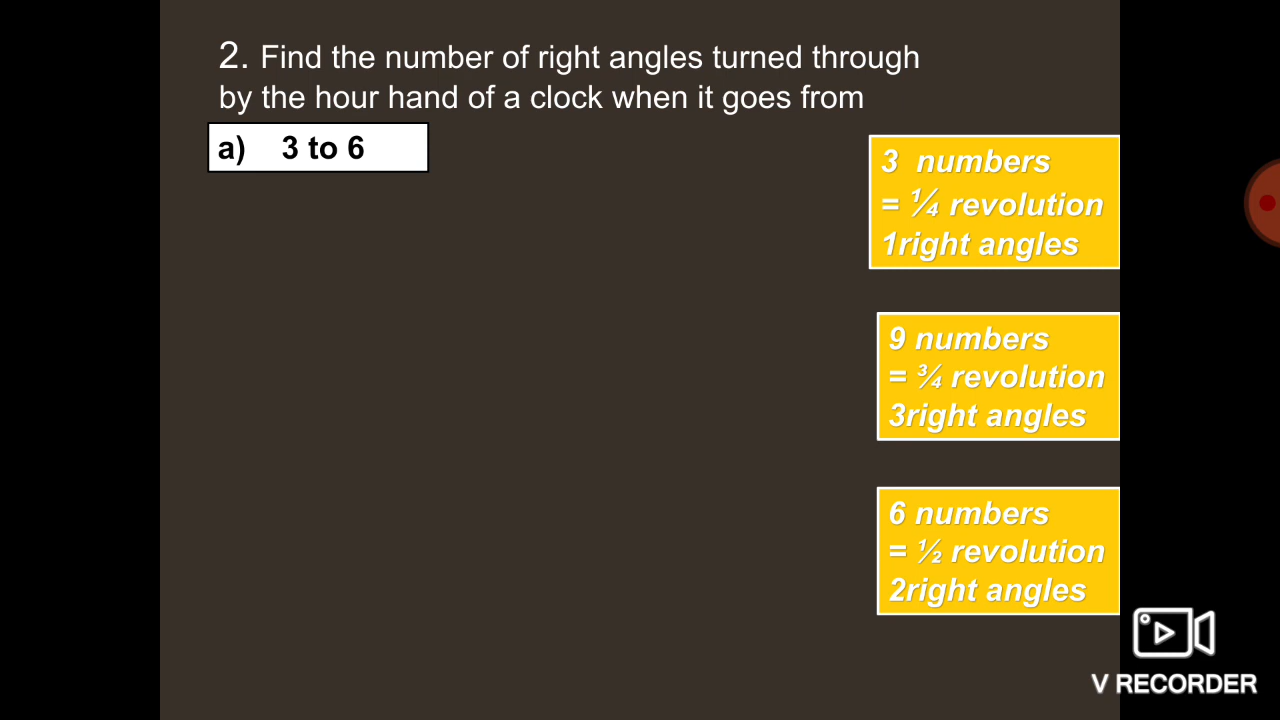 2. Find the number of right angles turned through
by the hour hand of a clock when it goes from
a) 3 to 6
3 numbers
= ¼ revolution
1right angles
9 numbers
= ¾ revolution
3right angles
6 numbers
= ½ revolution
2right angles
V RECORDER